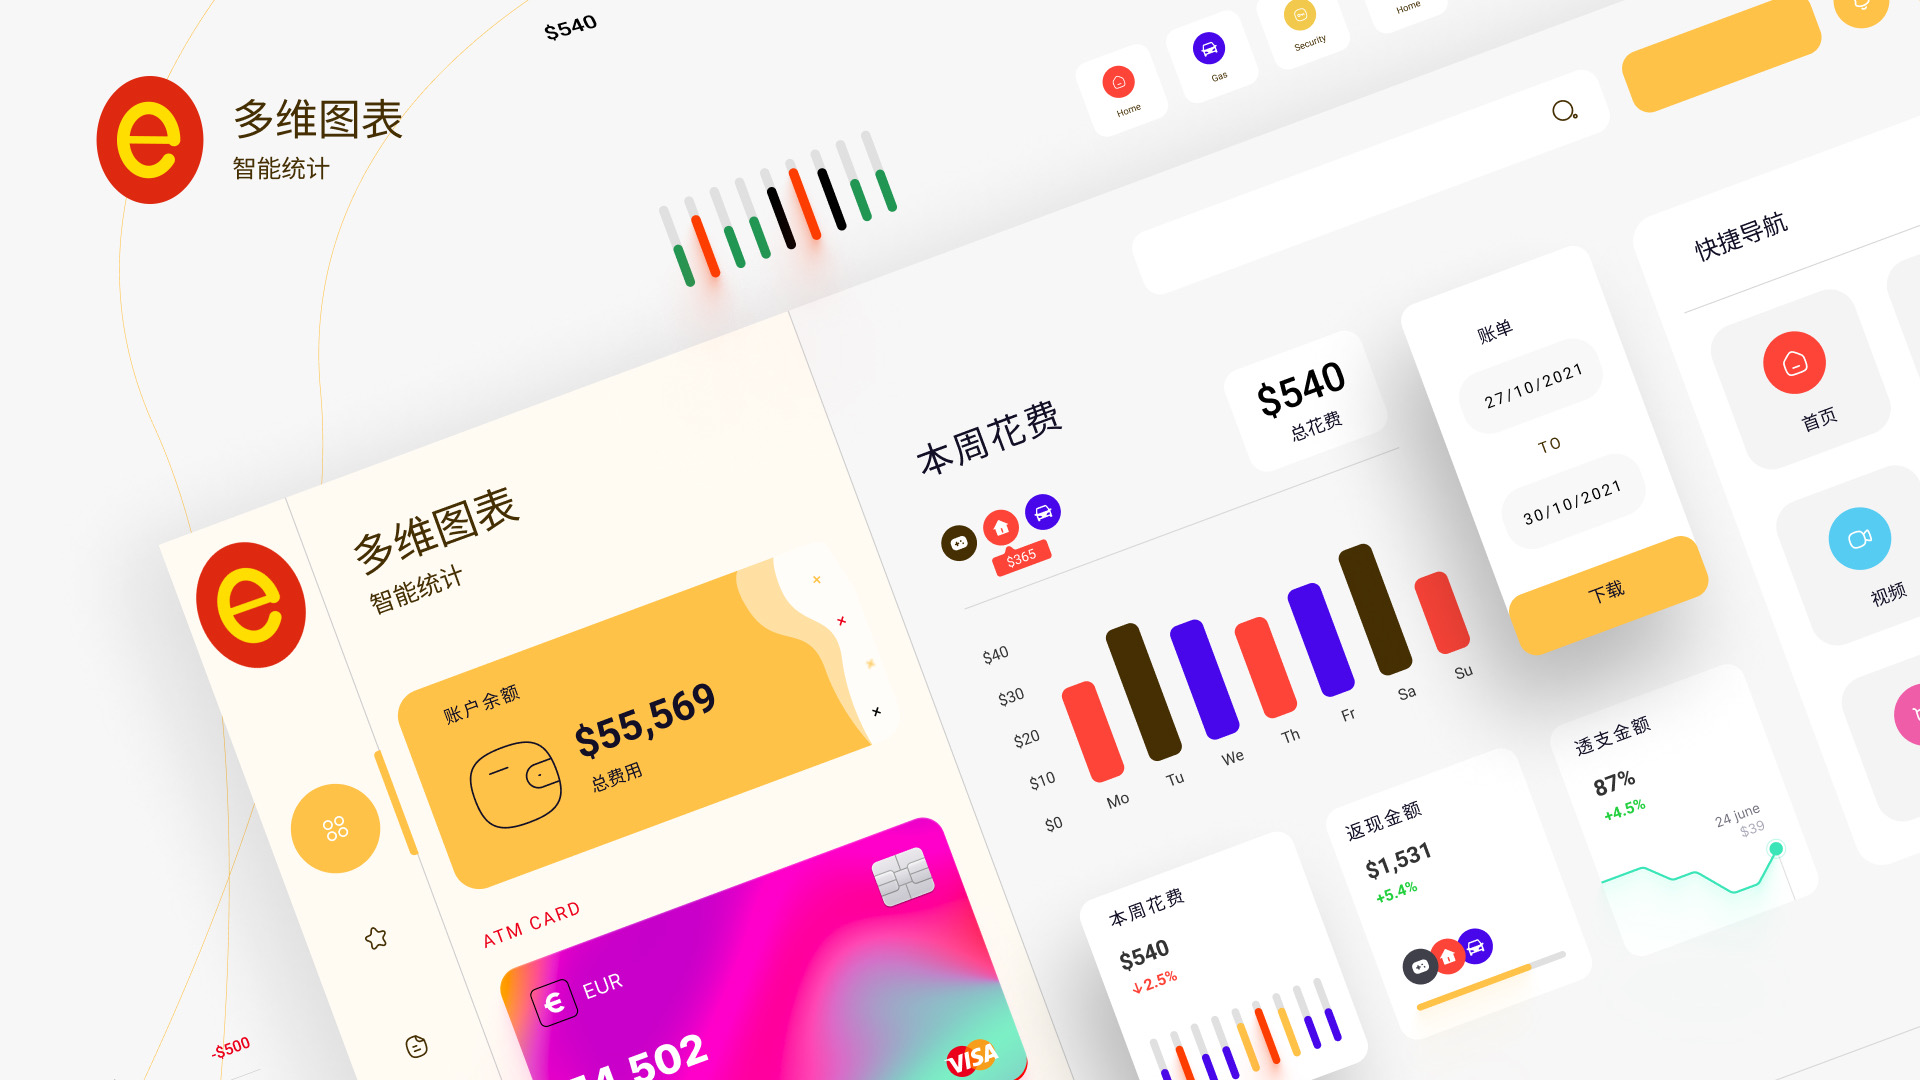 $540
Home
Gas
Security
Home
多维图表
智能统计
快捷导航
首页
视频
账单
27/10/2021
TO
30/10/2021
下载
本周花费
$540
总花费
$365
$40
$30
$20
$10
$0
Mo
Tu
We
Th
Fr
Sa
Su
多维图表
智能统计
账户余额
$55,569
总费用
ATM CARD
EUR
VISA
本周花费
$540
↓2.5%
返现金额
$1,531
+5.4%
透支金额
87%
+4.5%
24 june
$39
-$500